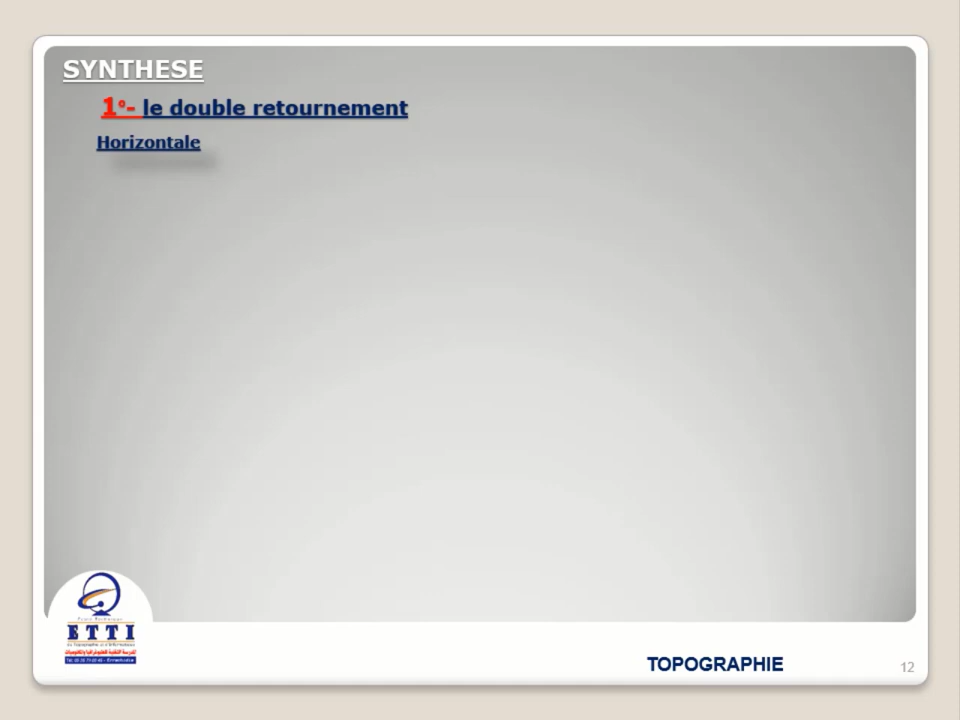 SYNTHESE
1°- le double retournement
Horizontale
ETTI
TOPOGRAPHIE
12